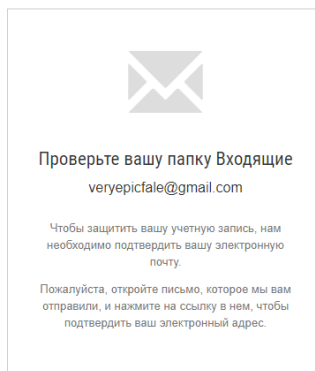 Проверьте вашу папку Входящие
veryepicfale@gmail.com
Чтобы защитить вашу учетную запись, нам
необходимо подтвердить вашу электронную
почту.
Пожалуйста, откройте письмо, которое мы вам
отправили, и нажмите на ссылку в нем, чтобы
подтвердить ваш электронный адрес.